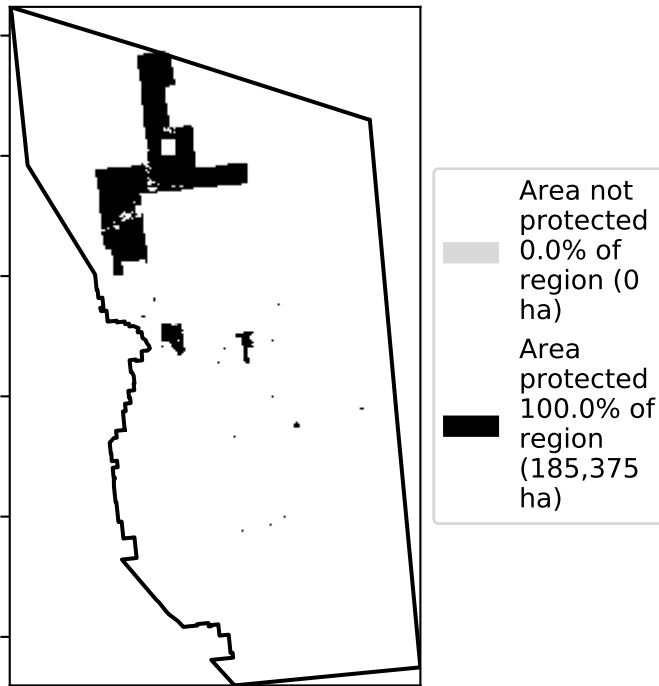 Area not
protected
0.0% of
region (0
ha)
Area
protected
100.0% of
region
(185,375
ha)